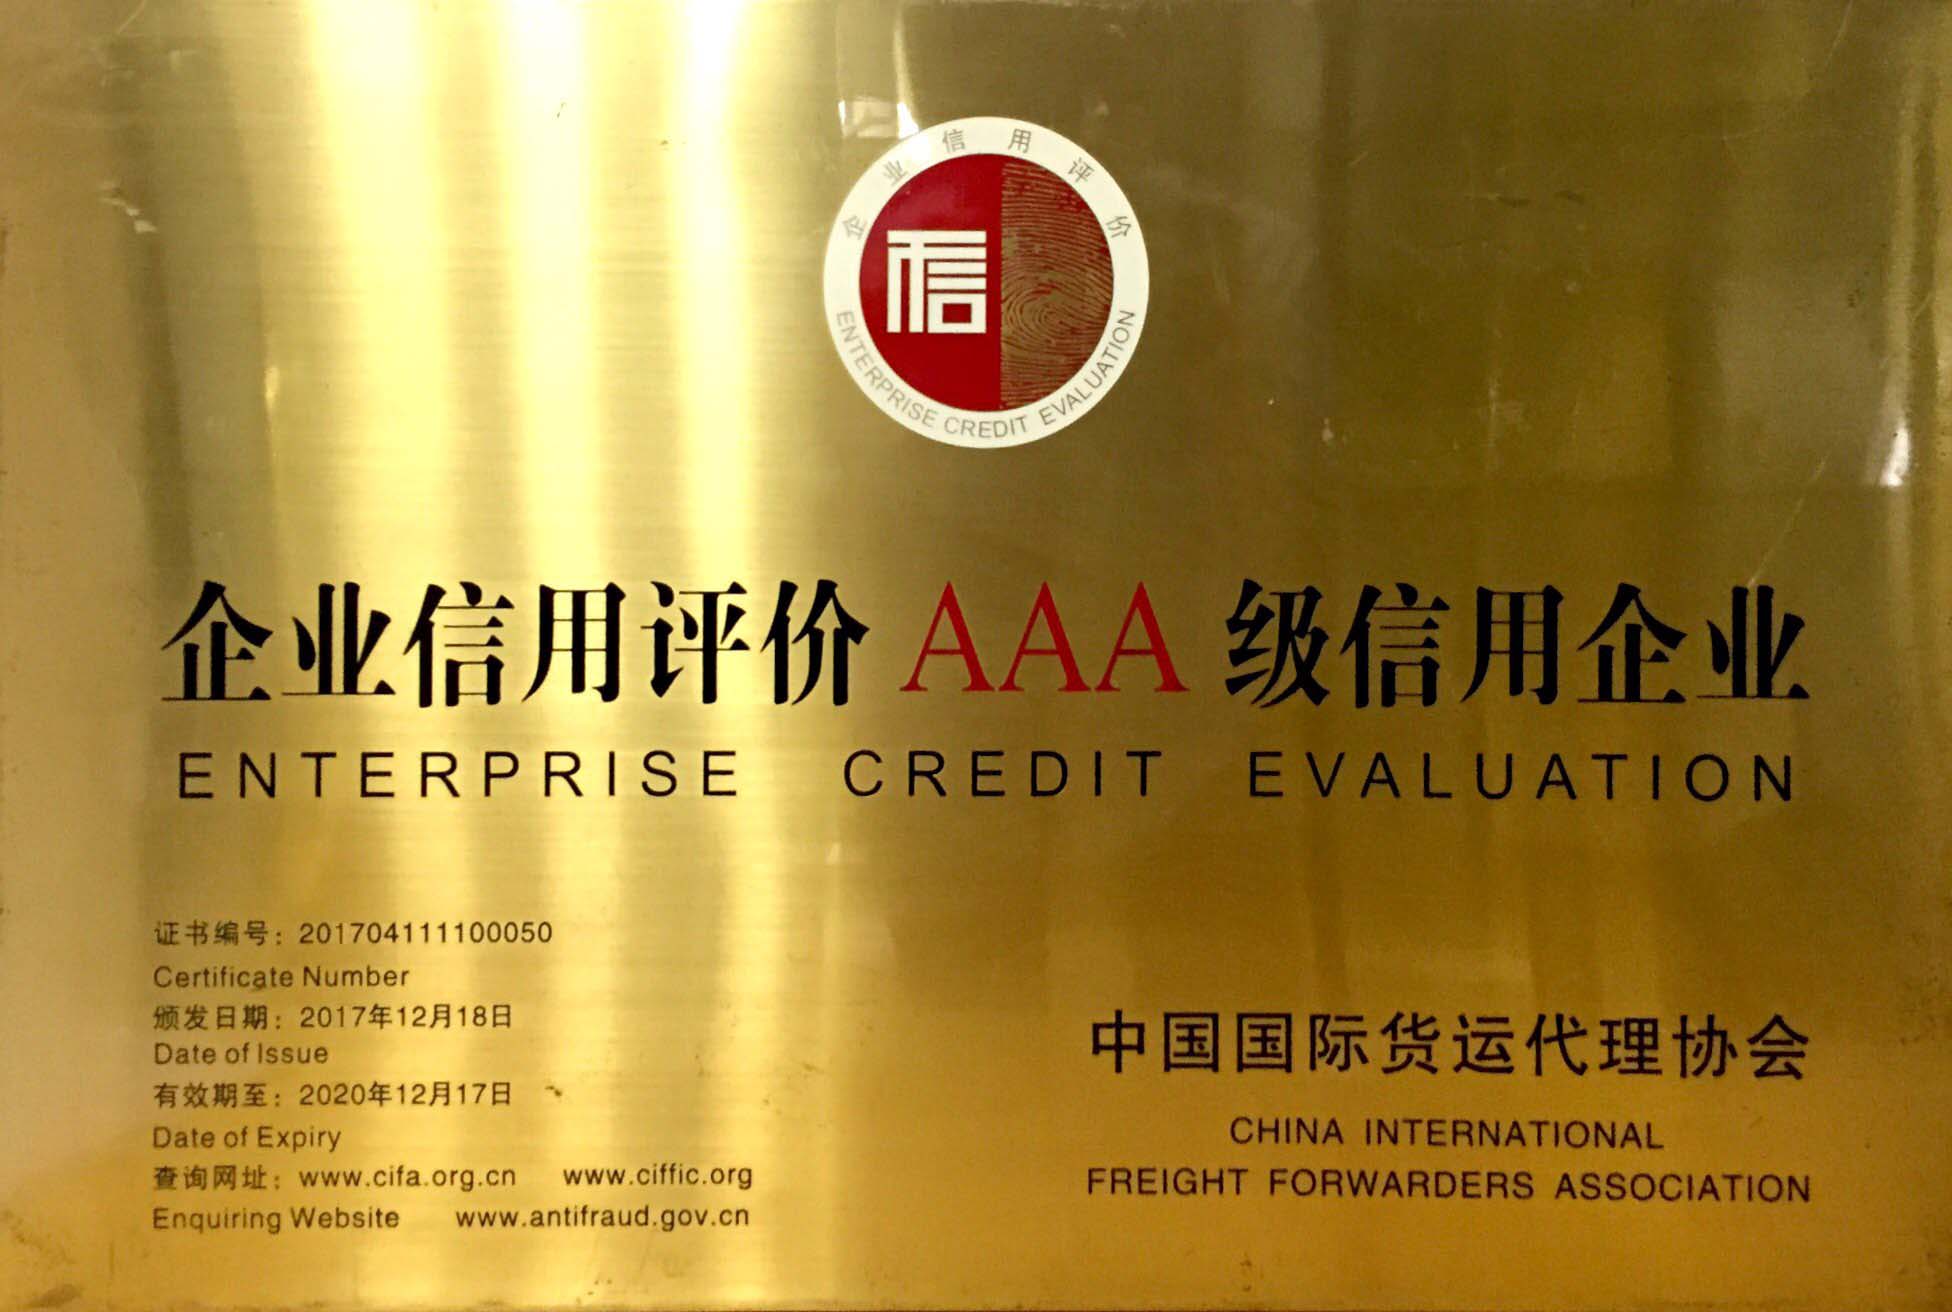 企业信用评价
信
ENTERPRISE CREDIT EVALUATION
企业信用评价AAA级信用企业
ENTERPRISE CREDIT EVALUATION
证书编号：201704111100050
Certificate Number
颁发日期：2017年12月18日
Date of Issue
有效期至：2020年12月17日
Date of Expiry
查询网址：www.cifa.org.cn www.ciffic.org
Enquiring Website www.antifraud.gov.cn
中国国际货运代理协会
CHINA INTERNATIONAL
FREIGHT FORWARDERS ASSOCIATION